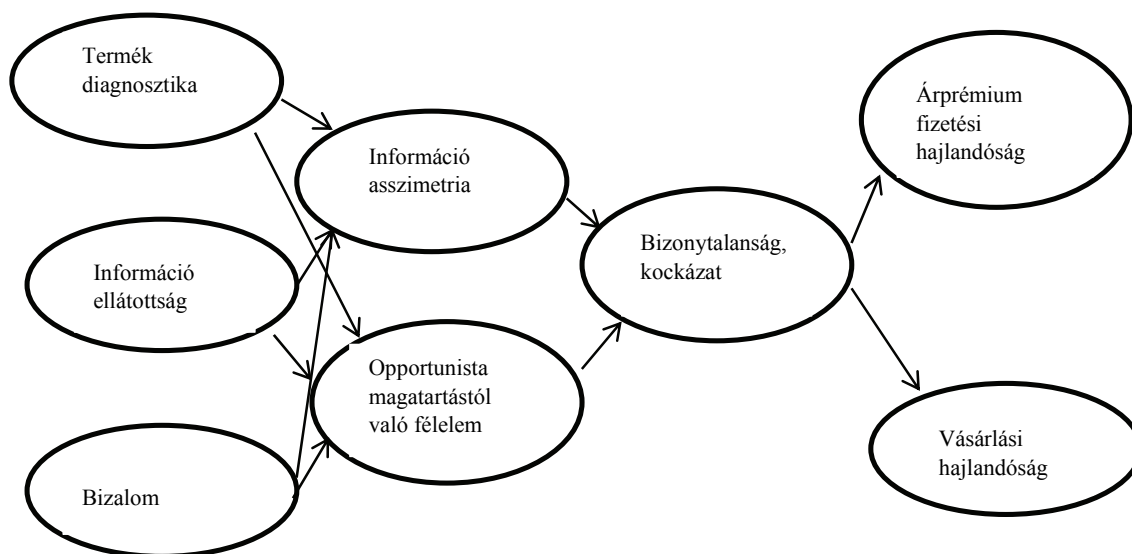 Termék
diagnosztika
Információ
ellátottság
Bizalom
Információ
asszimetria
Opportunista
magatartástól
való félelem
Bizonytalanság,
kockázat
Árprémium
fizetési
hajlandóság
Vásárlási
hajlandóság